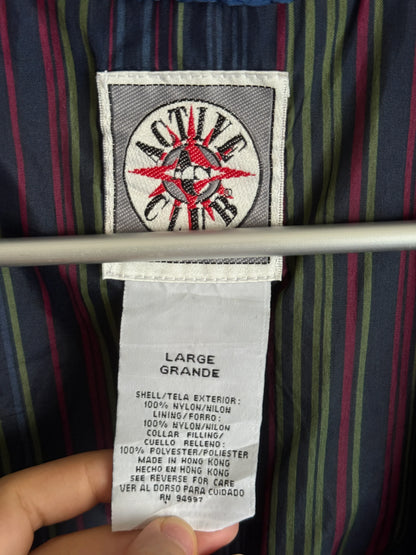 ACTIVE
CLUB
LARGE
GRANDE
SHELL/TELA EXTERIOR:
100% NYLON/NILON
LINING/FORRO:
100% NYLON/NILON
COLLAR FILLING/
CUELLO RELLENO:
100% POLYESTER/POLIESTER
MADE IN HONG KONG
HECHO EN HONG KONG
SEE REVERSE FOR CARE
VER AL DORSO PARA CUIDADO
RN 94997